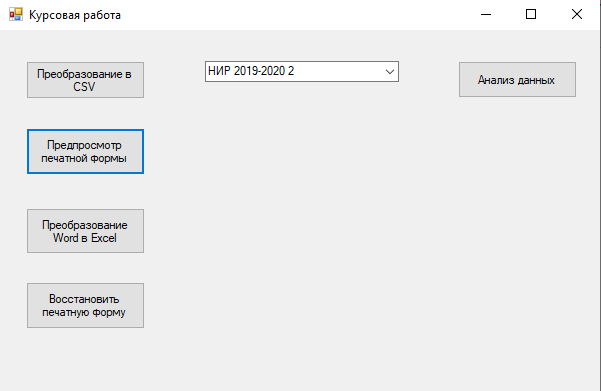 Курсовая работа
Преобразование в
CSV
НИР 2019-2020 2
Анализ данных
Предпросмотр
печатной формы
Преобразование
Word в Excel
Восстановить
печатную форму